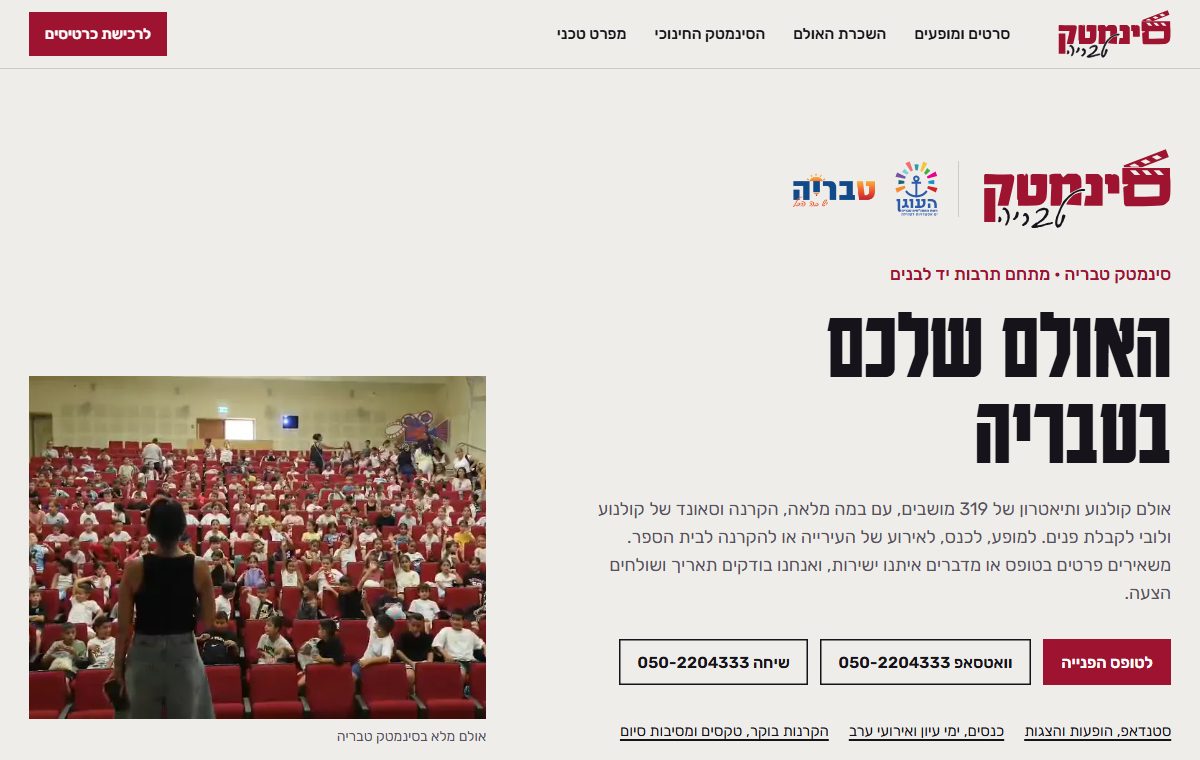 סינמטק
טבריה
סרטים ומופעים
השכרת האולם
הסינמטק החינוכי
מפרט טכני
לרכישת כרטיסים
סינמטק
טבריה
העוגן
טבריה
יש בה הכל
סינמטק טבריה • מתחם תרבות יד לבנים
האולם שלכם
בטבריה
אולם קולנוע ותיאטרון של 319 מושבים, עם במה מלאה, הקרנה וסאונד של קולנוע
ולובי לקבלת פנים. למופע, לכנס, לאירוע של העירייה או להקרנה לבית הספר.
משאירים פרטים בטופס או מדברים איתנו ישירות, ואנחנו בודקים תאריך ושולחים
הצעה.
לטופס הפנייה
וואטסאפ 050-2204333
שיחה 050-2204333
סטנדאפ, הופעות והצגות
כנסים, ימי עיון ואירועי ערב
הקרנות בוקר, טקסים ומסיבות סיום
אולם מלא בסינמטק טבריה